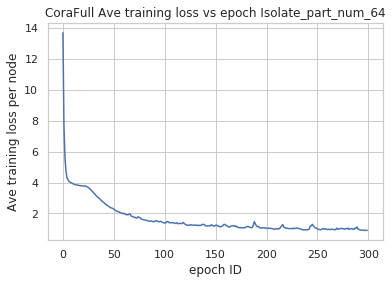 CoraFull Ave training loss vs epoch Isolate_part_num_64
Ave training loss per node
14
12
10
8
6
4
2
0 50 100 150 200 250 300
epoch ID